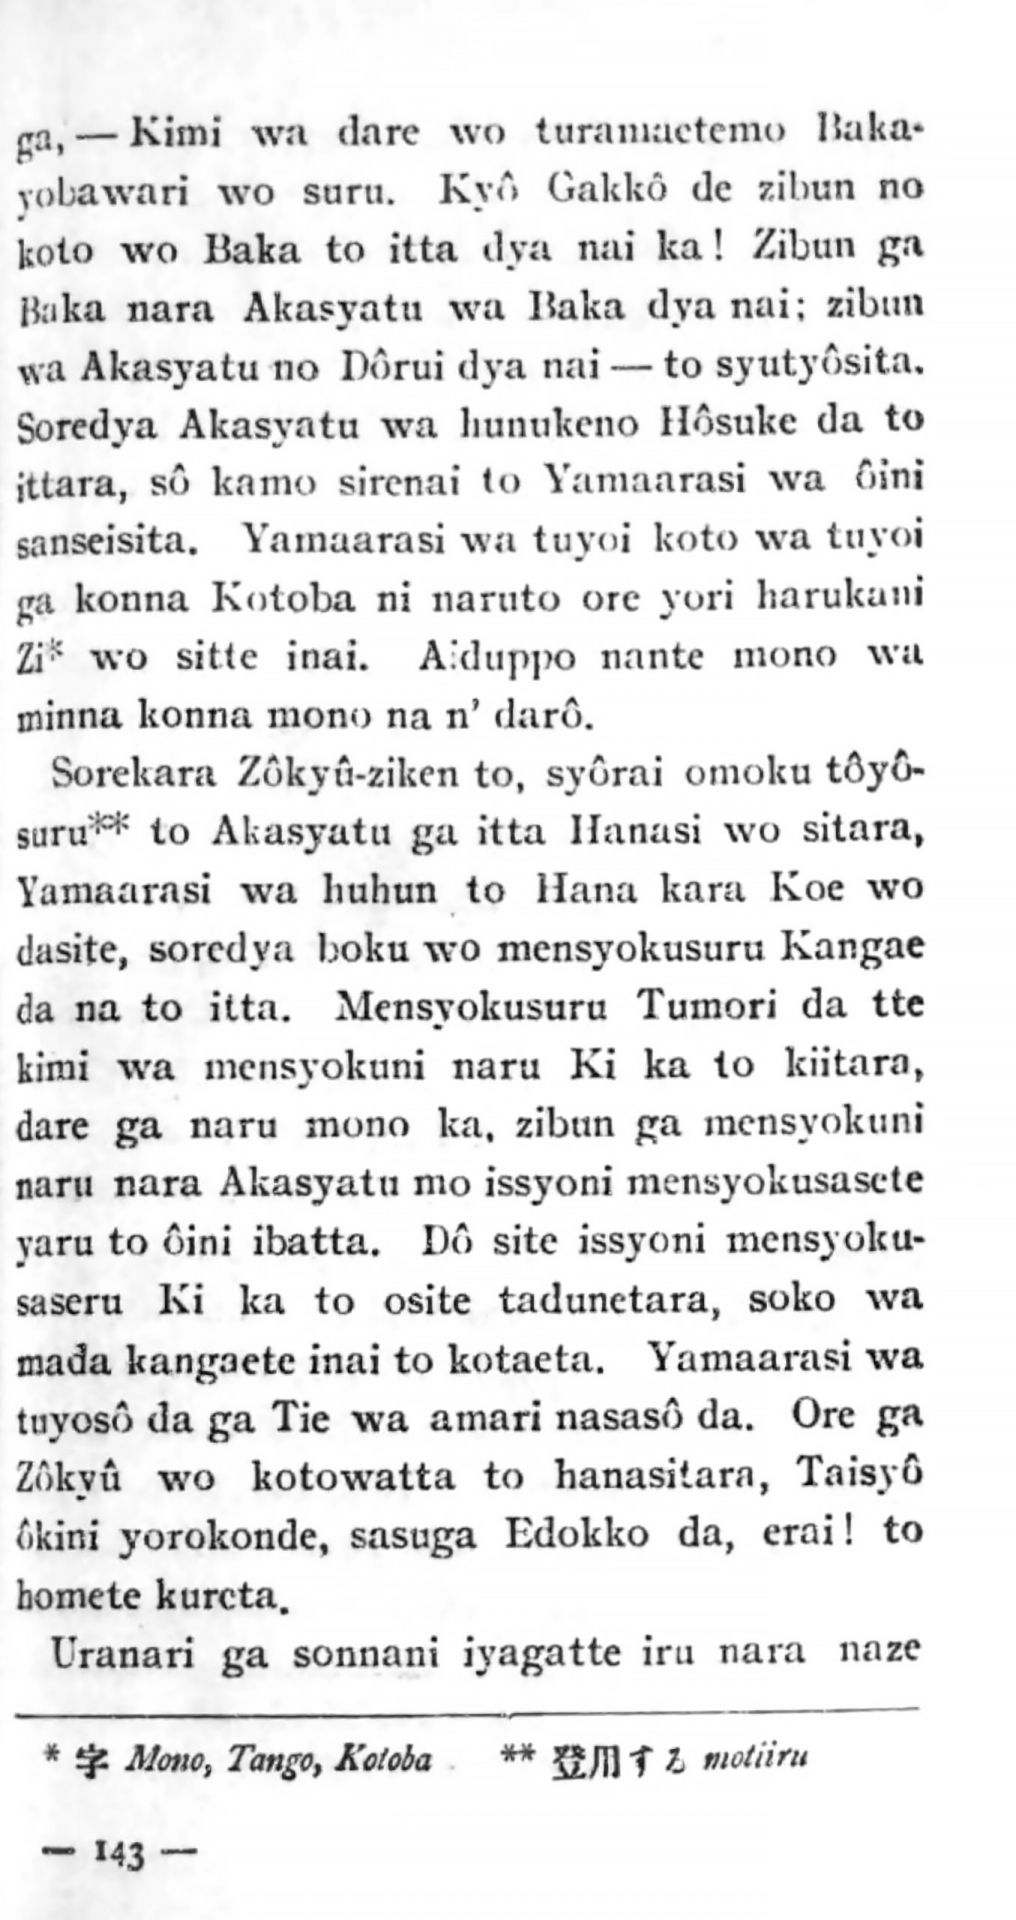 ga, — Kimi wa dare wo turamaetemo Baka-
yobawari wo suru. Kyô Gakkô de zibun no
koto wo Baka to itta dya nai ka! Zibun ga
Baka nara Akasyatu wa Baka dya nai; zibun
wa Akasyatu no Dôrui dya nai — to syutyôsita.
Soredya Akasyatu wa hunukeno Hôsuke da to
ittara, sô kamo sirenai to Yamaarasi wa ôini
sanseisita. Yamaarasi wa tuyoi koto wa tuyoi
ga konna Kotoba ni naruto ore yori harukani
Zi* wo sitte inai. Aiduppo nante mono wa
minna konna mono na n' darô.
Sorekara Zôkyû-ziken to, syôrai omoku tôyô-
suru** to Akasyatu ga itta Hanasi wo sitara,
Yamaarasi wa huhun to Hana kara Koe wo
dasite, soredya boku wo mensyokusuru Kangae
da na to itta. Mensyokusuru Tumori da tte
kimi wa mensyokuni naru Ki ka to kiitara,
dare ga naru mono ka, zibun ga mensyokuni
naru nara Akasyatu mo issyoni mensyokusasete
yaru to ôini ibatta. Dô site issyoni mensyoku-
saseru Ki ka to osite tadunetara, soko wa
mada kangaete inai to kotaeta. Yamaarasi wa
tuyosô da ga Tie wa amari nasasô da. Ore ga
Zôkyû wo kotowatta to hanasitara, Taisyô
ôkini yorokonde, sasuga Edokko da, erai! to
homete kureta.
Uranari ga sonnani iyagatte iru nara naze
* 字 Mono, Tango, Kotoba ** 登用する motiiru
— 143 —